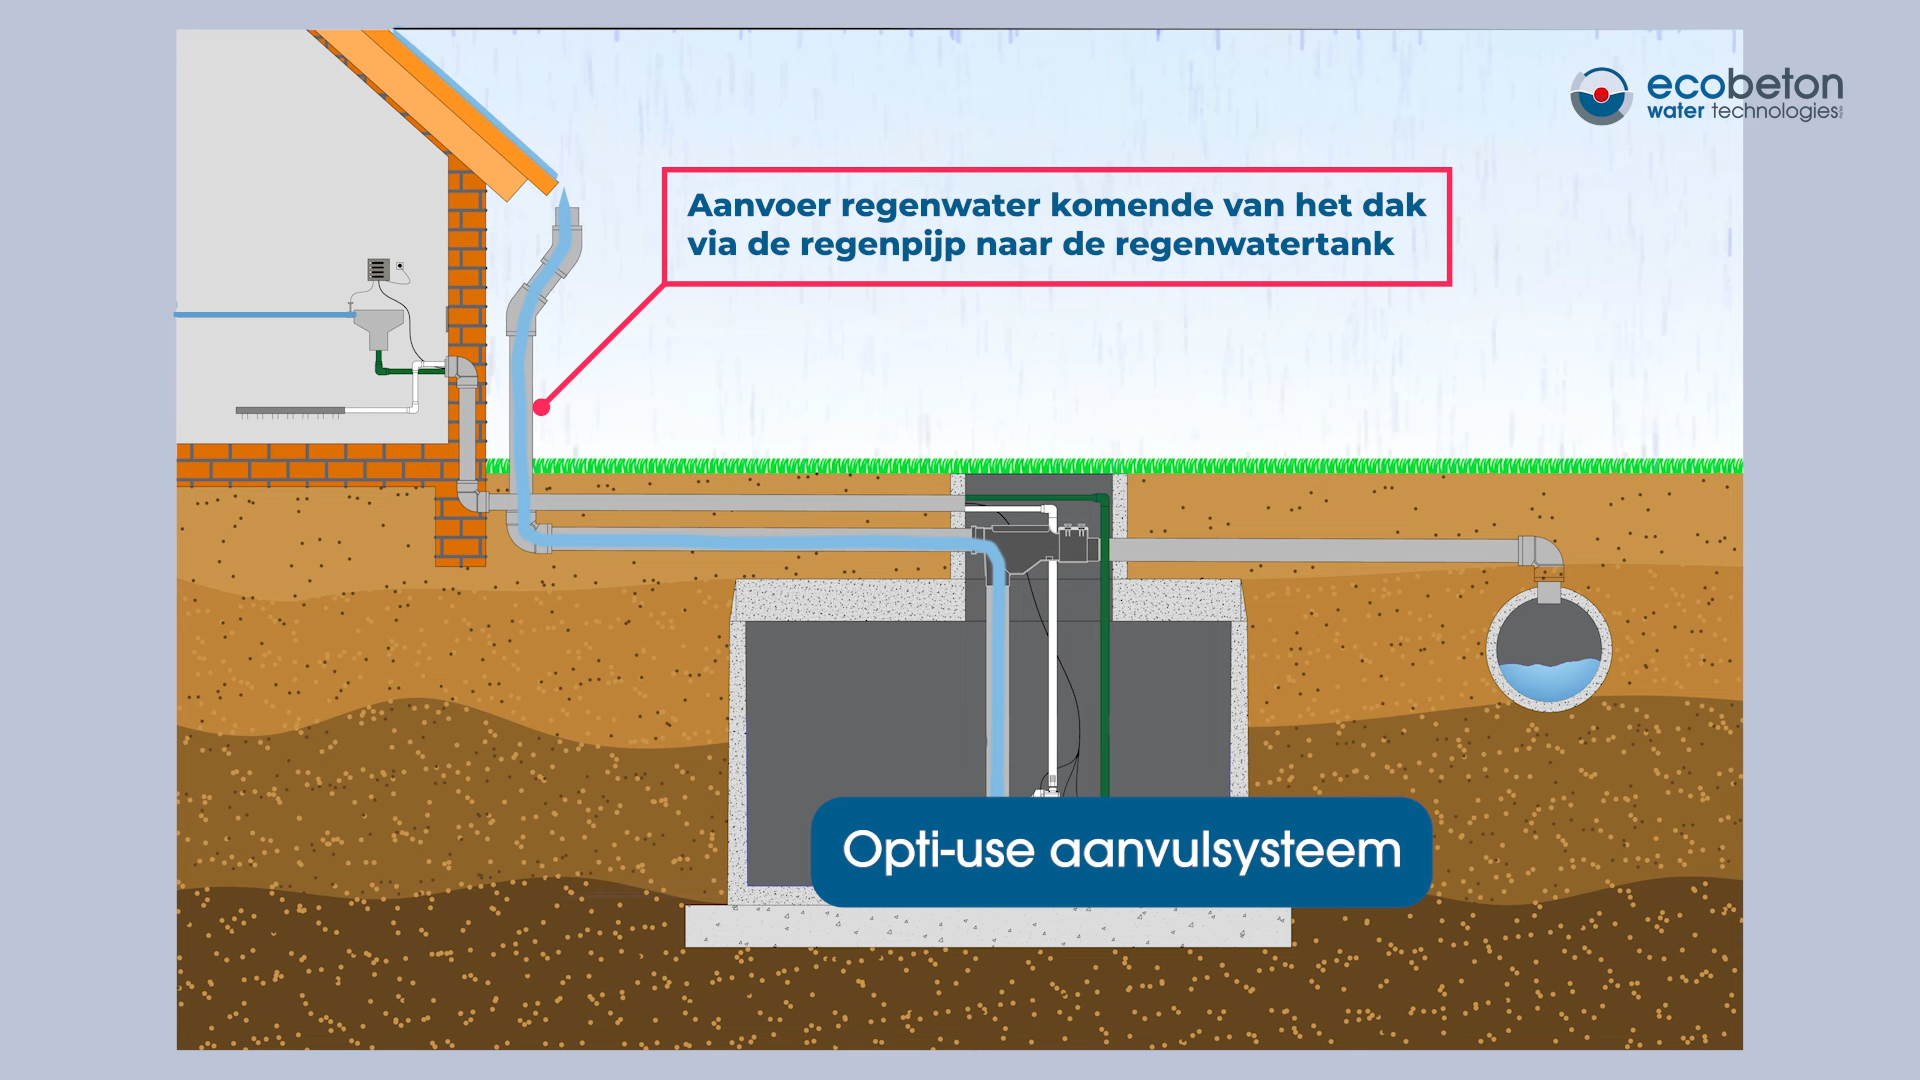 ecobeton
water technologies
Aanvoer regenwater komende van het dak
via de regenpijp naar de regenwatertank
Opti-use aanvulsysteem